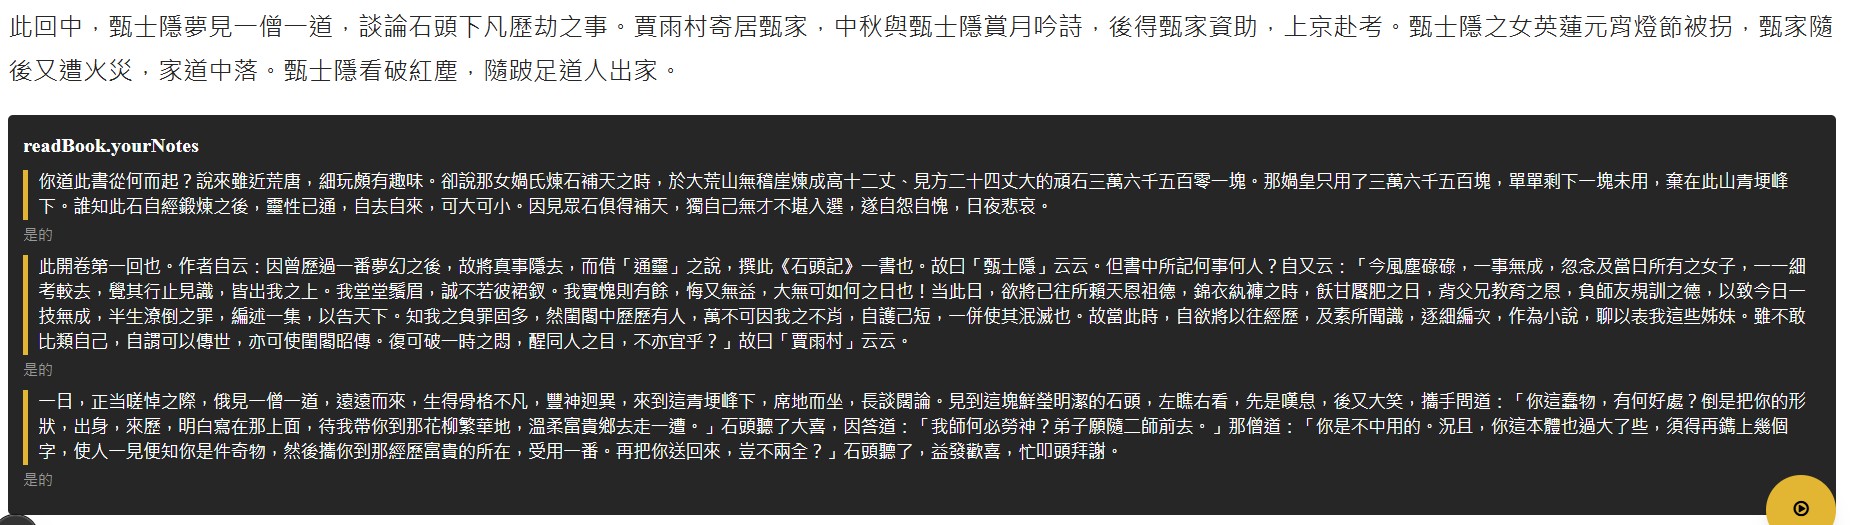 此回中，甄士隱夢見一僧一道，談論石頭下凡歷劫之事。賈雨村寄居甄家，中秋與甄士隱賞月吟詩，後得甄家資助，上京赴考。甄士隱之女英蓮元宵燈節被拐，甄家隨
後又遭火災，家道中落。甄士隱看破紅塵，隨跛足道人出家。
readBook.yourNotes
你道此書從何而起？說來雖近荒唐，細玩頗有趣味。卻說那女媧氏煉石補天之時，於大荒山無稽崖煉成高十二丈、見方二十四丈大的頑石三萬六千五百零一塊。那媧皇只用了三萬六千五百塊，單單剩下一塊未用，棄在此山青埂峰
下。誰知此石自經鍛煉之後，靈性已通，自去自來，可大可小。因見眾石俱得補天，獨自己無才不堪入選，遂自怨自愧，日夜悲哀。
是的
此開卷第一回也。作者自云：因曾歷過一番夢幻之後，故將真事隱去，而借「通靈」之說，撰此《石頭記》一書也。故曰「甄士隱」云云。但書中所記何事何人？自又云：「今風塵碌碌，一事無成，忽念及當日所有之女子，一一細
考較去，覺其行止見識，皆出我之上。我堂堂鬚眉，誠不若彼裙釵。我實愧則有餘，悔又無益，大無可如何之日也！當此日，欲將已往所賴天恩祖德，錦衣紈褲之時，飫甘饜肥之日，背父兄教育之恩，負師友規訓之德，以致今日一
技無成，半生潦倒之罪，編述一集，以告天下。知我之負罪固多，然閨閣中歷歷有人，萬不可因我之不肖，自護己短，一併使其泯滅也。故當此時，自欲將以往經歷，及素所聞識，逐細編次，作為小說，聊以表我這些姊妹。雖不敢
比類自己，自謂可以傳世，亦可使閨閣昭傳。復可破一時之悶，醒同人之目，不亦宜乎？」故曰「賈雨村」云云。
是的
一日，正当嗟悼之際，俄見一僧一道，遠遠而來，生得骨格不凡，豐神迥異，來到這青埂峰下，席地而坐，長談闊論。見到這塊鮮瑩明潔的石頭，左瞧右看，先是嘆息，後又大笑，攜手問道：「你這蠢物，有何好處？倒是把你的形
狀，出身，來歷，明白寫在那上面，待我帶你到那花柳繁華地，溫柔富貴鄉去走一遭。」石頭聽了大喜，因答道：「我師何必勞神？弟子願隨二師前去。」那僧道：「你是不中用的。況且，你這本體也過大了些，須得再鐫上幾個
字，使人一見便知你是件奇物，然後攜你到那經歷富貴的所在，受用一番。再把你送回來，豈不兩全？」石頭聽了，益發歡喜，忙叩頭拜謝。
是的